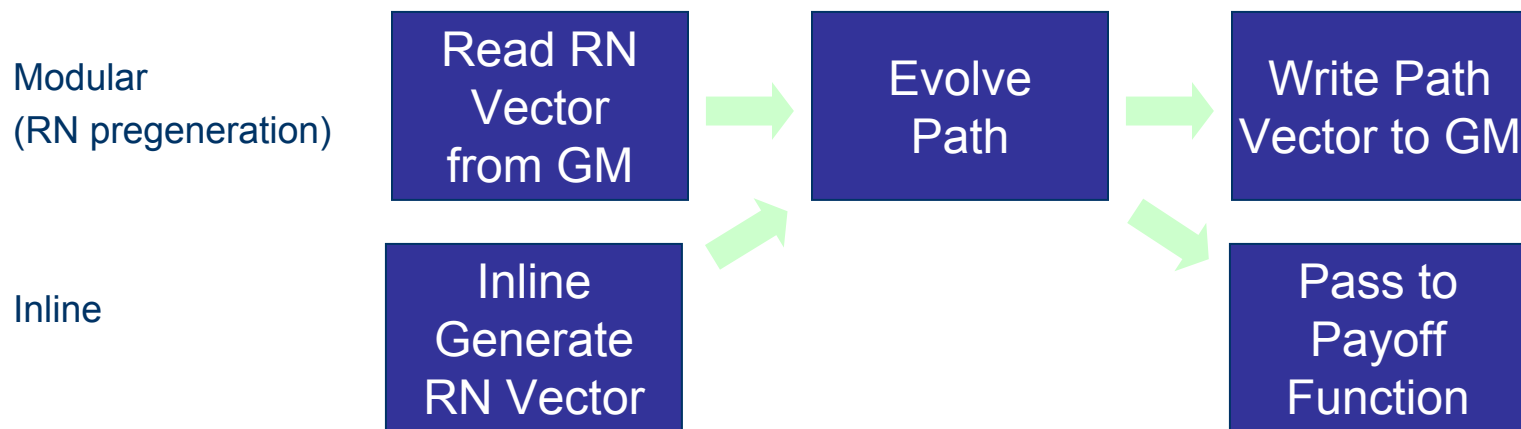 Modular
(RN pregeneration)
Read RN
Vector
from GM
Evolve
Path
Write Path
Vector to GM
Inline
Inline
Generate
RN Vector
Pass to
Payoff
Function